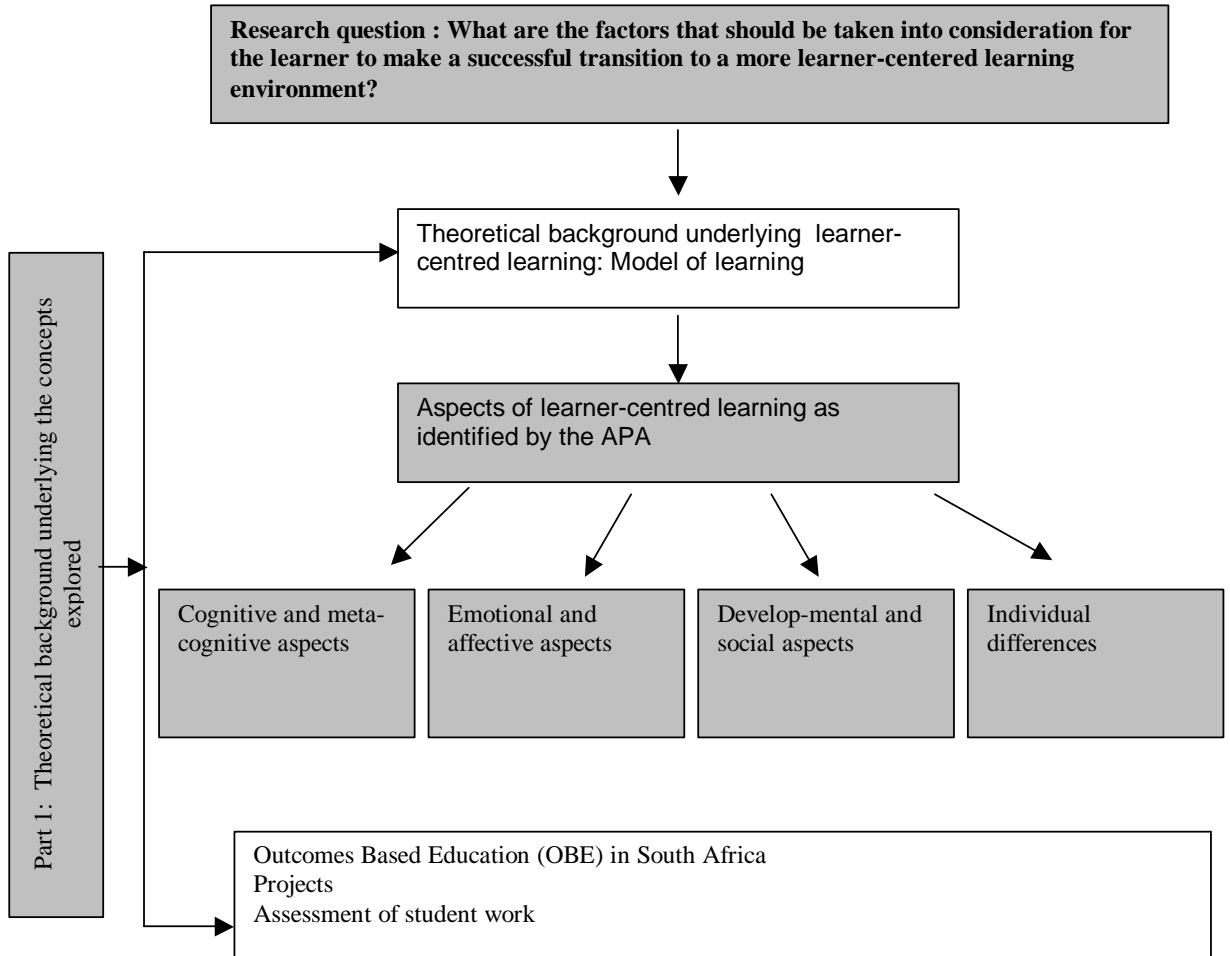 Research question : What are the factors that should be taken into consideration for
the learner to make a successful transition to a more learner-centered learning
environment?
Theoretical background underlying learner-
centred learning: Model of learning
Part 1: Theoretical background underlying the concepts
explored
Aspects of learner-centred learning as
identified by the APA
Cognitive and meta-
cognitive aspects
Emotional and
affective aspects
Develop-mental and
social aspects
Individual
differences
Outcomes Based Education (OBE) in South Africa
Projects
Assessment of student work